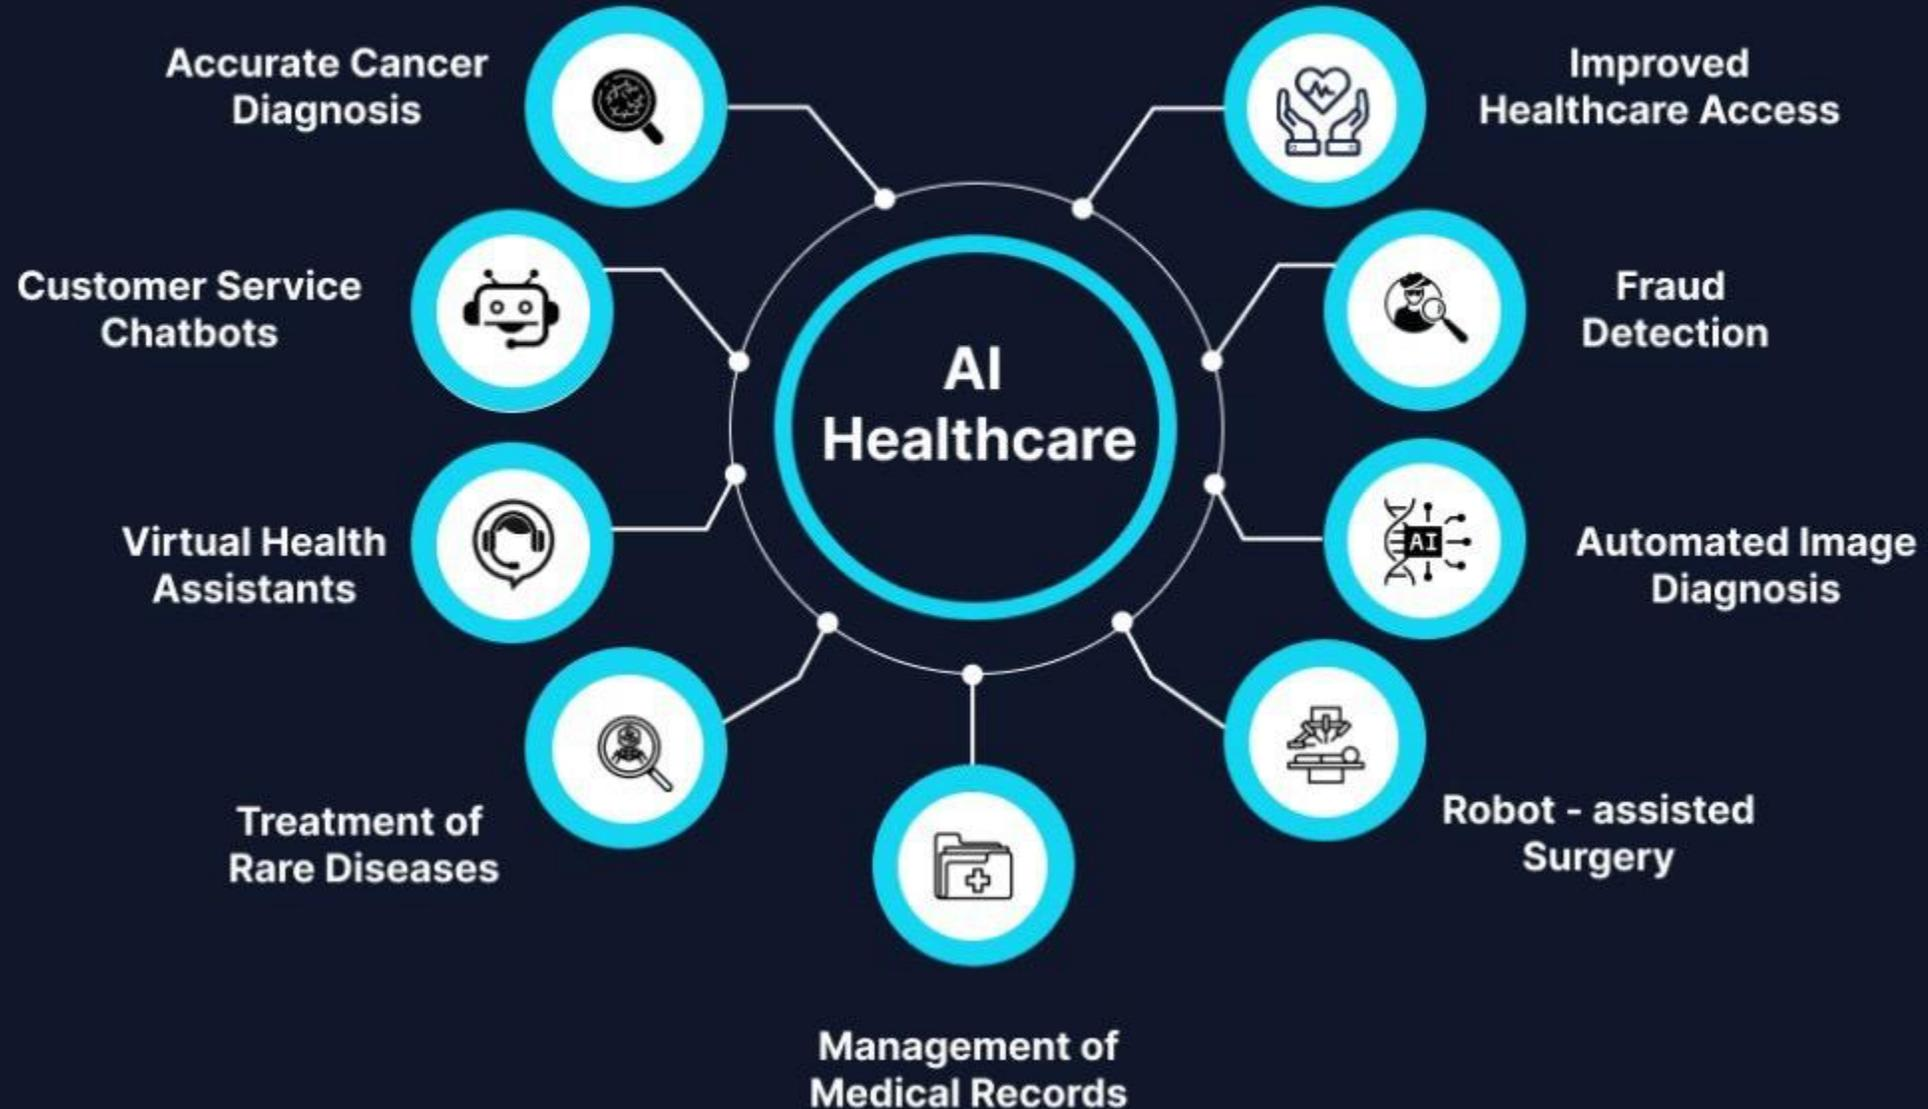 Accurate Cancer
Diagnosis
Improved
Healthcare Access
Customer Service
Chatbots
Fraud
Detection
AI
Healthcare
Virtual Health
Assistants
AI
Automated Image
Diagnosis
Treatment of
Rare Diseases
Robot - assisted
Surgery
Management of
Medical Records